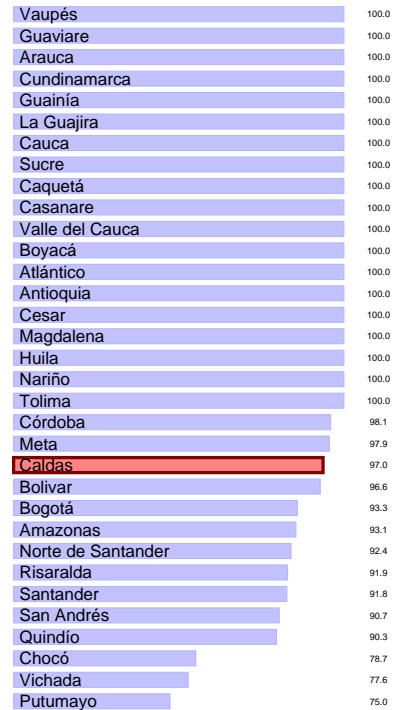 Vaupés 100.0
Guaviare 100.0
Arauca 100.0
Cundinamarca 100.0
Guainía 100.0
La Guajira 100.0
Cauca 100.0
Sucre 100.0
Caquetá 100.0
Casanare 100.0
Valle del Cauca 100.0
Boyacá 100.0
Atlántico 100.0
Antioquia 100.0
Cesar 100.0
Magdalena 100.0
Huila 100.0
Nariño 100.0
Tolima 100.0
Córdoba 98.1
Meta 97.9
Caldas 97.0
Bolivar 96.6
Bogotá 93.3
Amazonas 93.1
Norte de Santander 92.4
Risaralda 91.9
Santander 91.8
San Andrés 90.7
Quindío 90.3
Chocó 78.7
Vichada 77.6
Putumayo 75.0